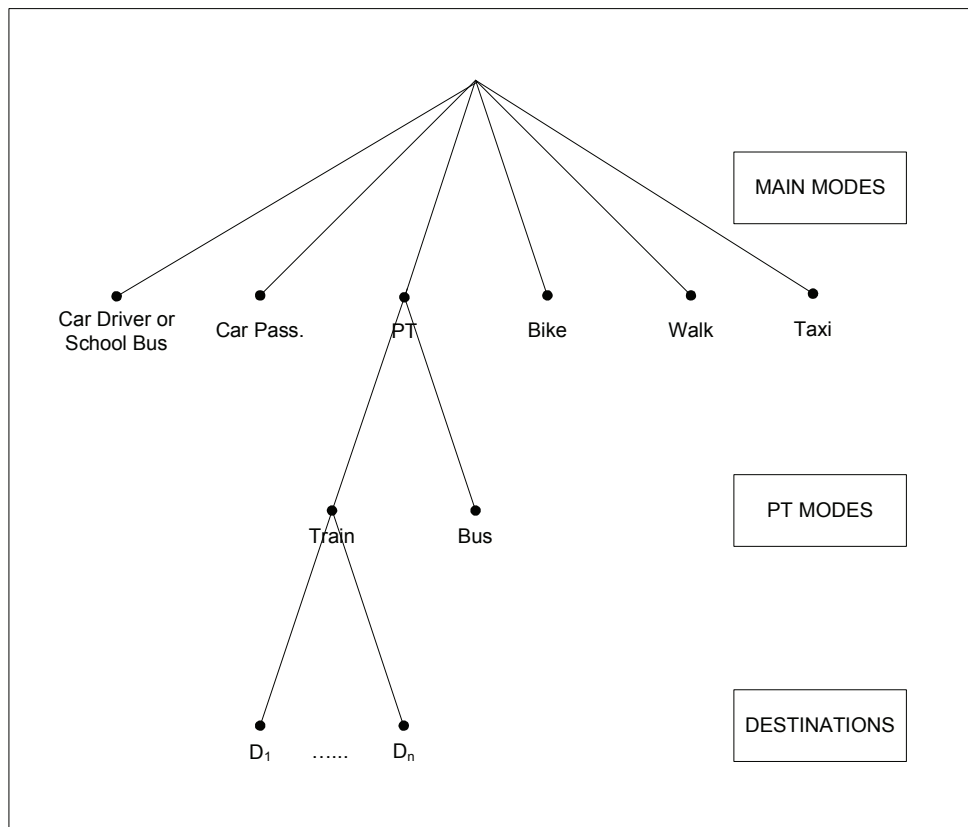 MAIN MODES
Car Driver or
School Bus
Car Pass.
PT
Bike
Walk
Taxi
Train
Bus
PT MODES
D₁
......
Dₙ
DESTINATIONS